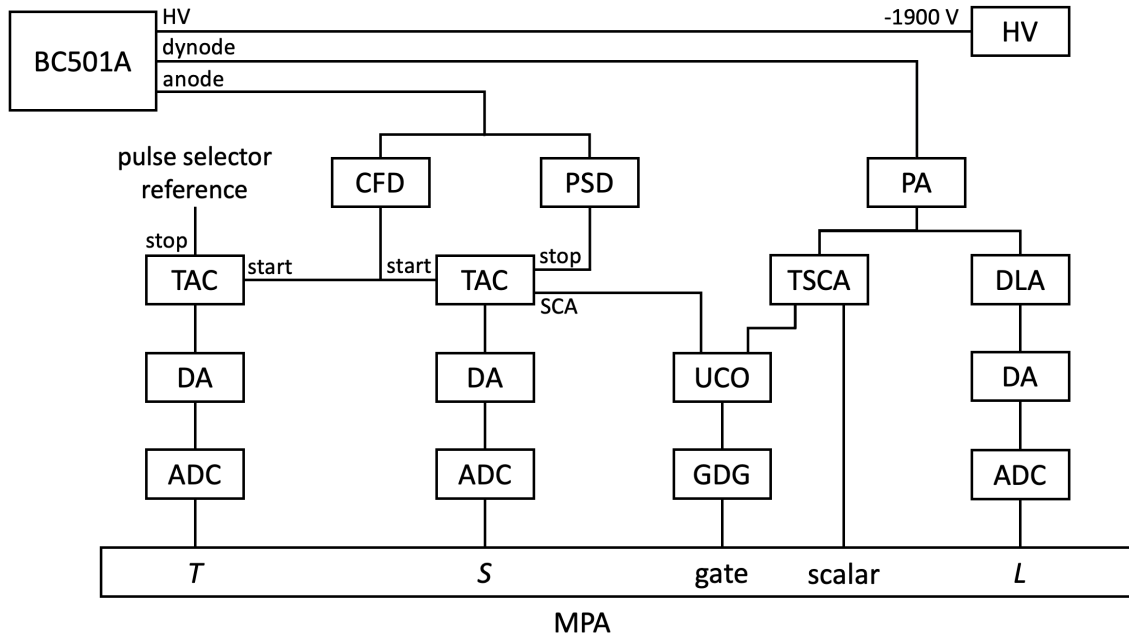 HV
-1900 V
HV
BC501A
dynode
anode
pulse selector
reference
CFD
PSD
PA
stop
TAC
start
start
TAC
stop
SCA
TSCA
DLA
DA
DA
UCO
DA
ADC
ADC
GDG
ADC
T
S
gate
scalar
L
MPA